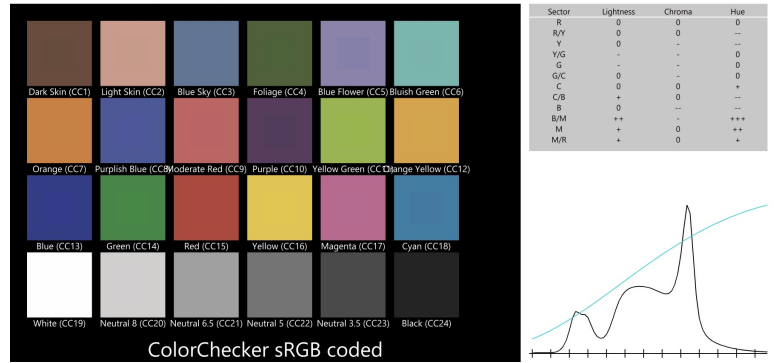 Dark Skin (CC1) Light Skin (CC2) Blue Sky (CC3) Foliage (CC4) Blue Flower (CC5) Bluish Green (CC6)
Orange (CC7) Purplish Blue (CC8) Moderate Red (CC9) Purple (CC10) Yellow Green (CC11) Orange Yellow (CC12)
Blue (CC13) Green (CC14) Red (CC15) Yellow (CC16) Magenta (CC17) Cyan (CC18)
White (CC19) Neutral 8 (CC20) Neutral 6.5 (CC21) Neutral 5 (CC22) Neutral 3.5 (CC23) Black (CC24)
ColorChecker sRGB coded
Sector Lightness Chroma Hue
R 0 0 0
R/Y 0 0 --
Y 0 - --
Y/G - - 0
G - - 0
G/C 0 - 0
C 0 0 +
C/B + 0 --
B 0 -- --
B/M ++ - +++
M + 0 ++
M/R + 0 +